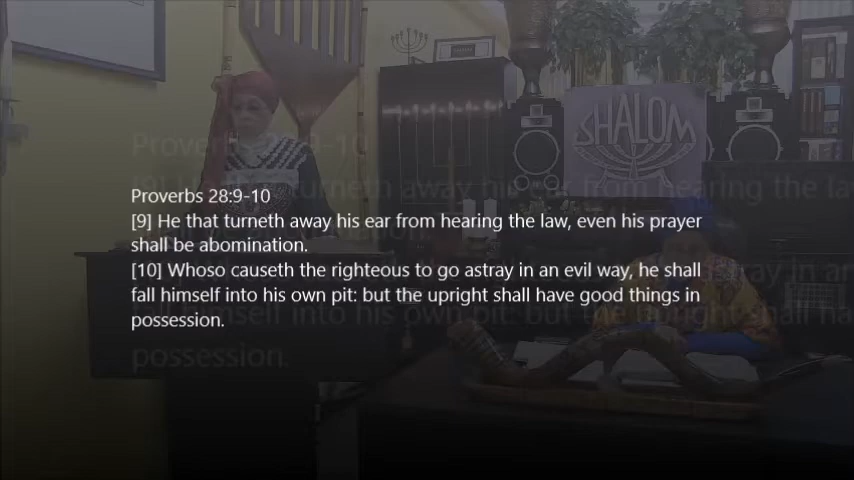 SHALOM
Proverbs 28:9-10
[9] He that turneth away his ear from hearing the law, even his prayer
shall be abomination.
[10] Whoso causeth the righteous to go astray in an evil way, he shall
fall himself into his own pit: but the upright shall have good things in
possession.